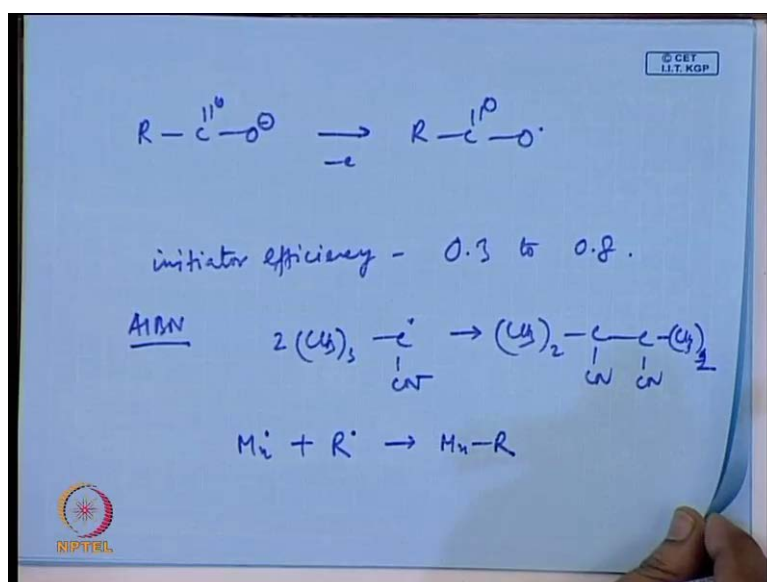 © CET
I.I.T. KGP
R – C(=O) – O⊖ → (–e) R – C(=O) – O•
initiator efficiency - 0.3 to 0.8.
AIBN 2 (CH3)3 – C•(CN) → (CH3)2 – C(CN) – C(CN) – (CH3)2
Mn• + R• → Mn – R
NPTEL